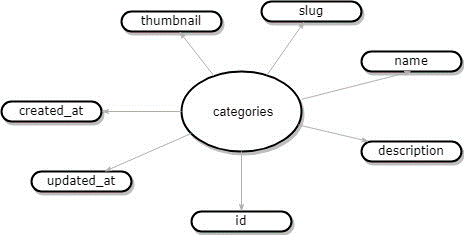 slug
thumbnail
name
created_at
categories
description
updated_at
id